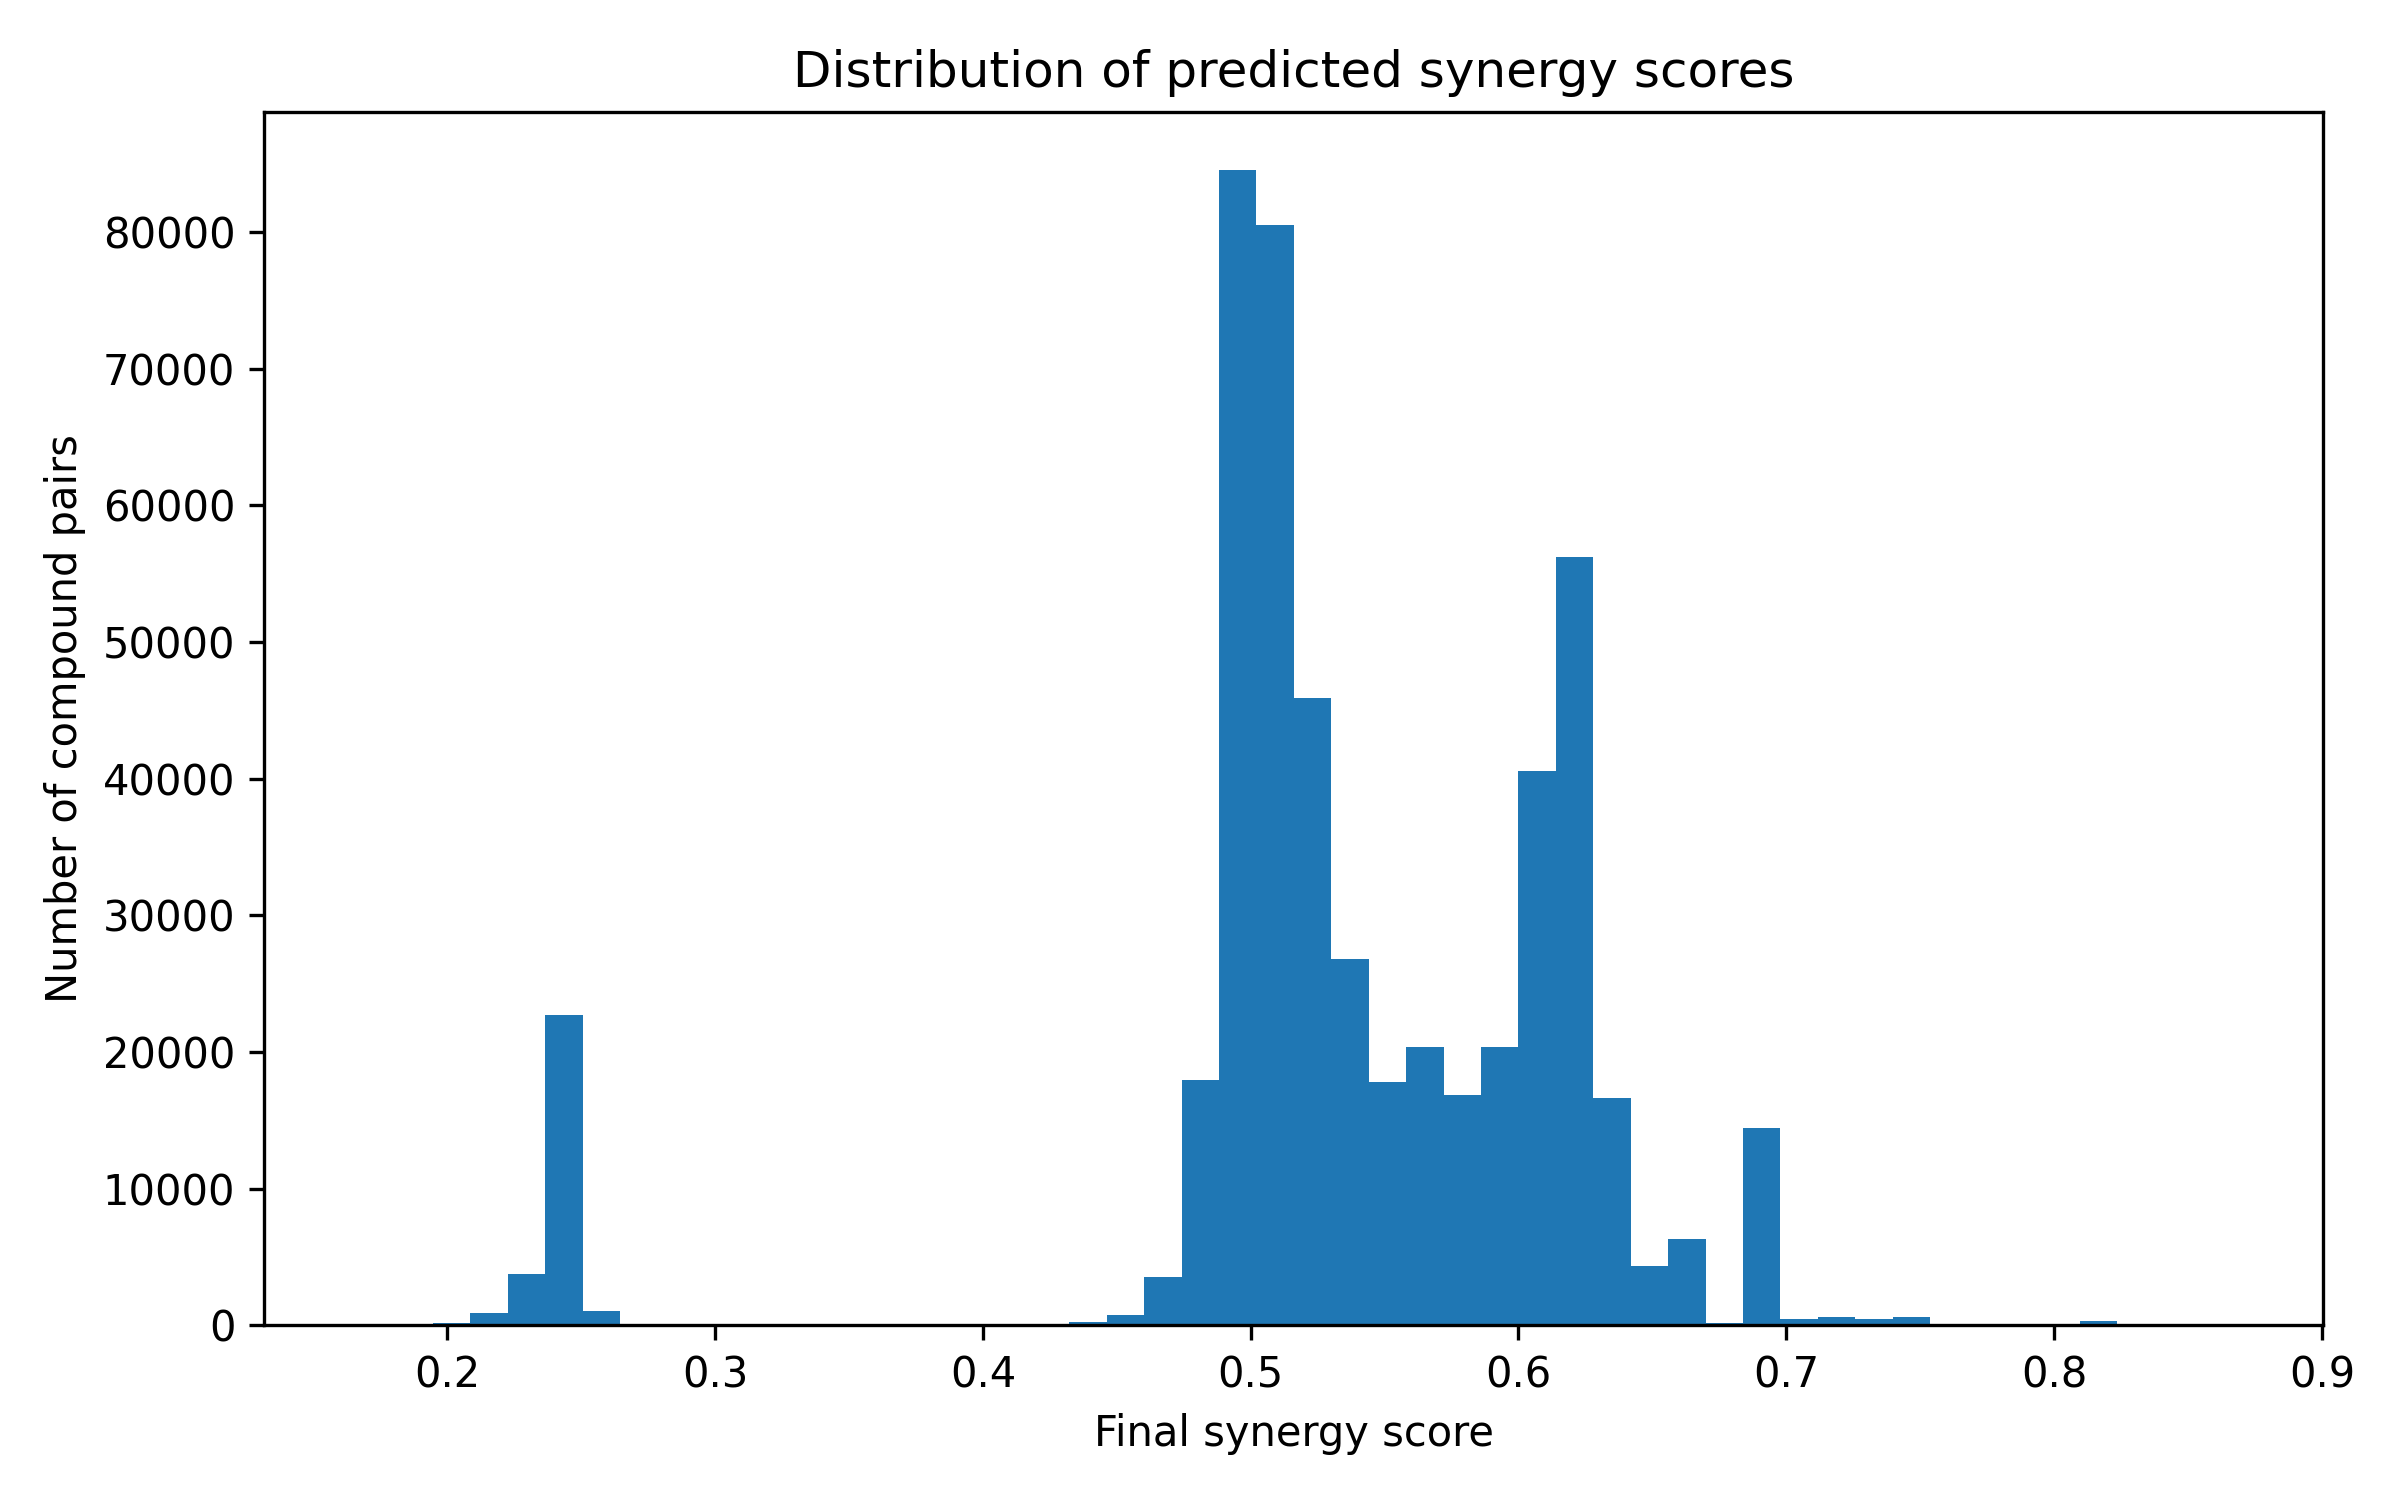 Distribution of predicted synergy scores
Number of compound pairs
80000
70000
60000
50000
40000
30000
20000
10000
0
0.2 0.3 0.4 0.5 0.6 0.7 0.8 0.9
Final synergy score